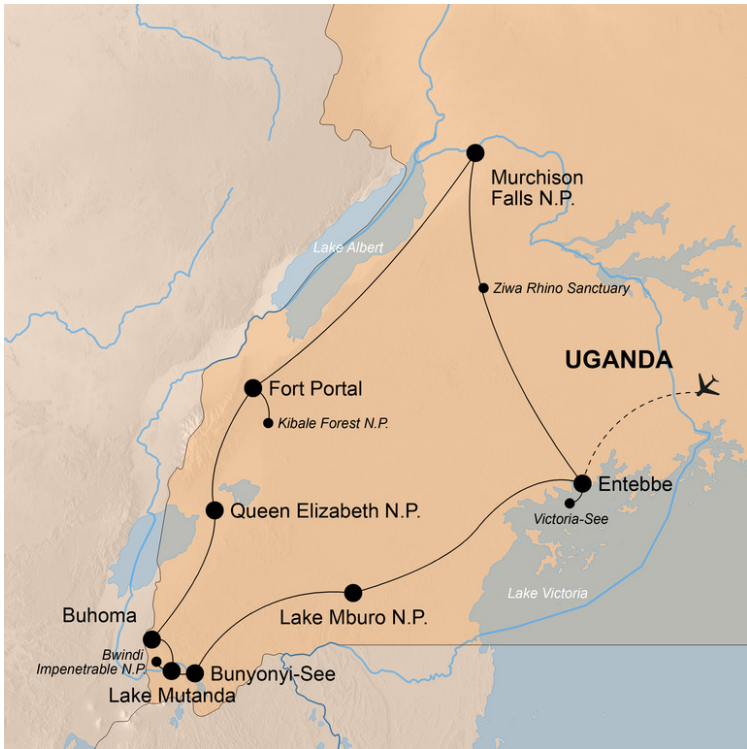 Murchison
Falls N.P.
Lake Albert
Ziwa Rhino Sanctuary
UGANDA
Fort Portal
Kibale Forest N.P.
Entebbe
Queen Elizabeth N.P.
Victoria-See
Lake Victoria
Buhoma
Lake Mburo N.P.
Bwindi
Impenetrable N.P.
Bunyonyi-See
Lake Mutanda